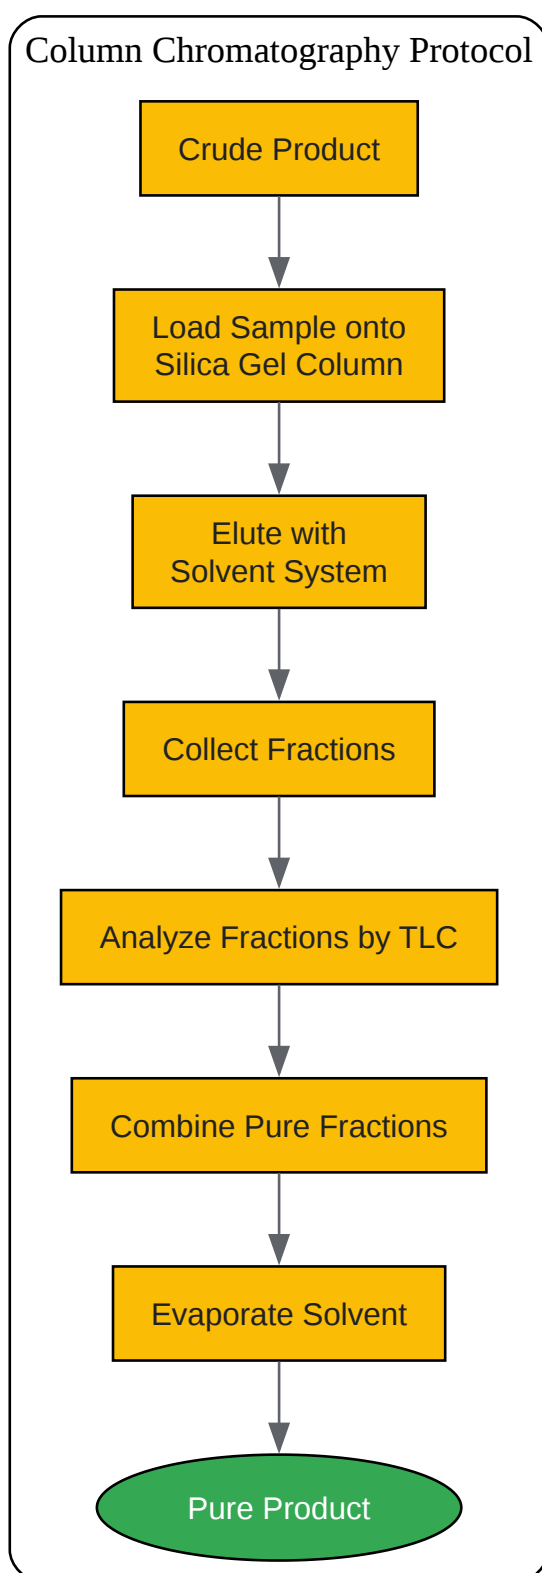 Column Chromatography Protocol
Crude Product
Load Sample onto
Silica Gel Column
Elute with
Solvent System
Collect Fractions
Analyze Fractions by TLC
Combine Pure Fractions
Evaporate Solvent
Pure Product